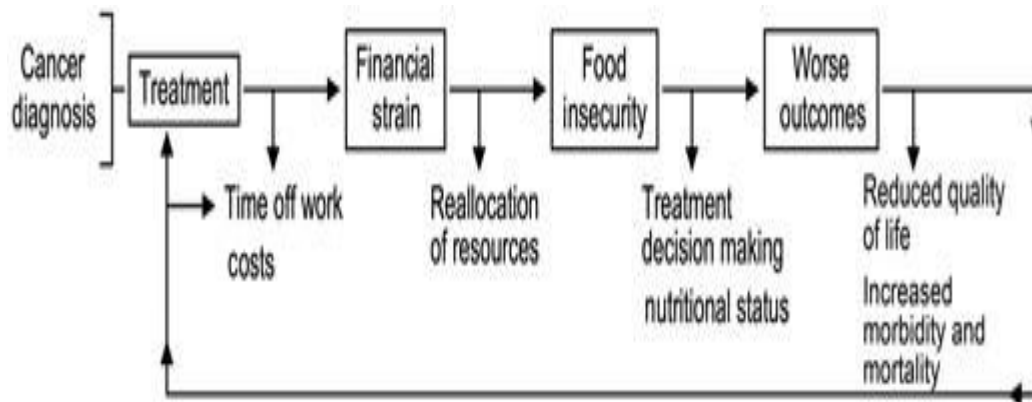 Cancer
diagnosis
Treatment
Financial
strain
Food
insecurity
Worse
outcomes
Time off work
costs
Reallocation
of resources
Treatment
decision making
nutritional status
Reduced quality
of life
Increased
morbidity and
mortality